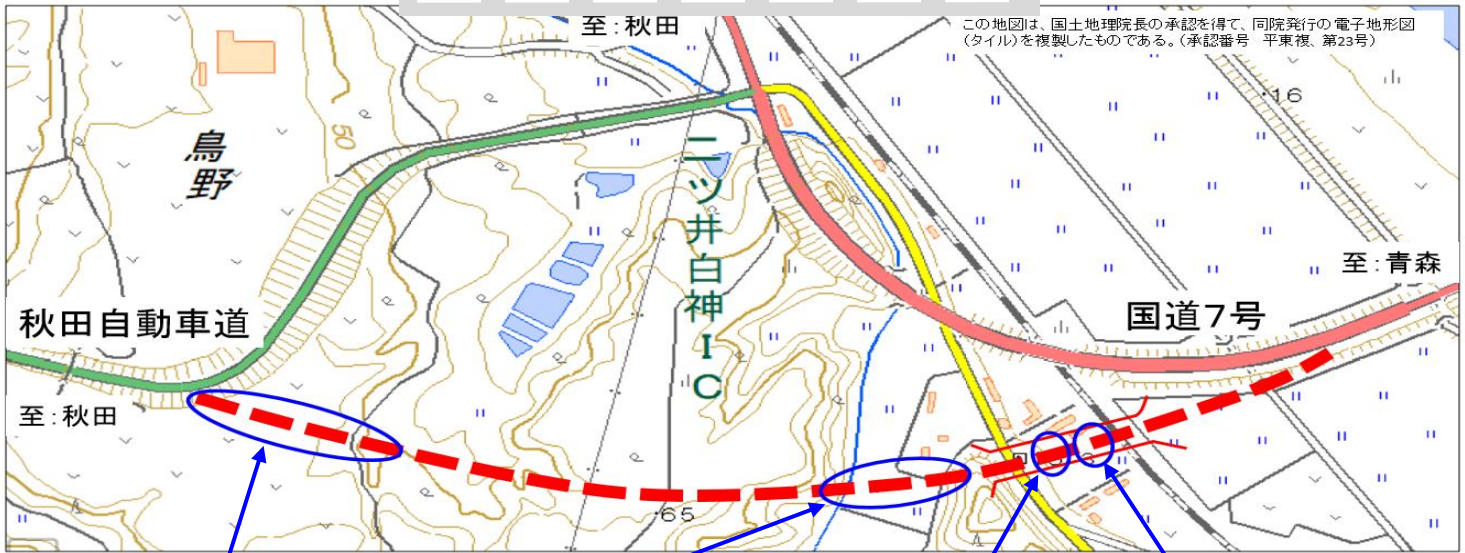 至:秋田
この地図は、国土地理院長の承認を得て、同院発行の電子地形図
(タイル)を複製したものである。(承認番号 平東複、第23号)
・16
50
鳥野
二ツ井白神IC
至:青森
国道7号
秋田自動車道
至:秋田
・65